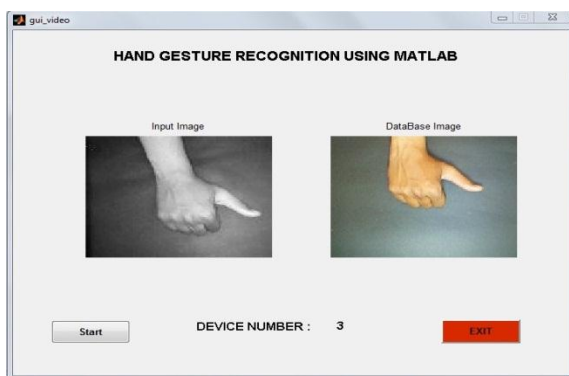 gui_video
HAND GESTURE RECOGNITION USING MATLAB
Input Image
DataBase Image
Start
DEVICE NUMBER : 3
EXIT